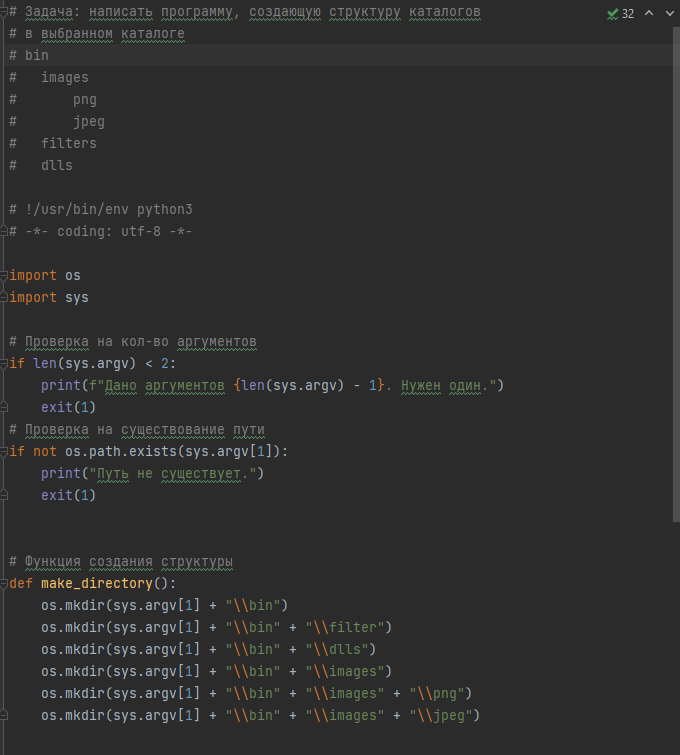 # Задача: написать программу, создающую структуру каталогов
32
# в выбранном каталоге
# bin
#   images
#       png
#       jpeg
#   filters
#   dlls
# !/usr/bin/env python3
# -*- coding: utf-8 -*-
import os
import sys
# Проверка на кол-во аргументов
if len(sys.argv) < 2:
    print(f"Дано аргументов {len(sys.argv) - 1}. Нужен один.")
    exit(1)
# Проверка на существование пути
if not os.path.exists(sys.argv[1]):
    print("Путь не существует.")
    exit(1)
# Функция создания структуры
def make_directory():
    os.mkdir(sys.argv[1] + "\\bin")
    os.mkdir(sys.argv[1] + "\\bin" + "\\filter")
    os.mkdir(sys.argv[1] + "\\bin" + "\\dlls")
    os.mkdir(sys.argv[1] + "\\bin" + "\\images")
    os.mkdir(sys.argv[1] + "\\bin" + "\\images" + "\\png")
    os.mkdir(sys.argv[1] + "\\bin" + "\\images" + "\\jpeg")